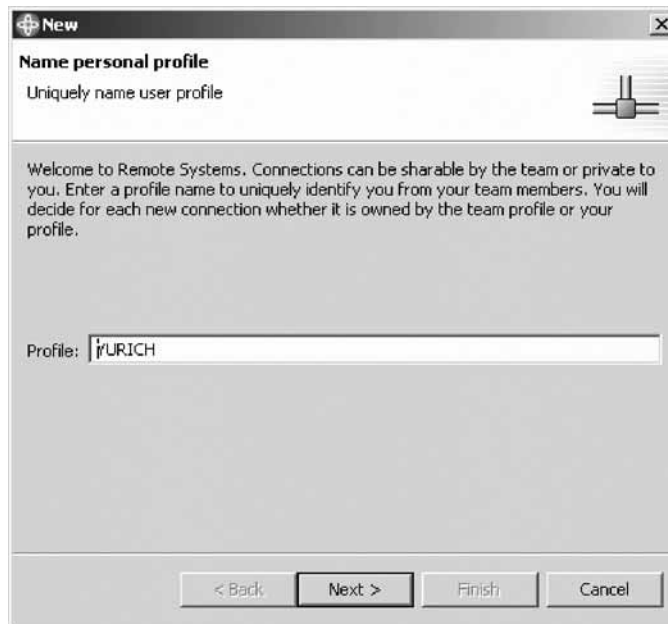 New
Name personal profile
Uniquely name user profile
Welcome to Remote Systems. Connections can be sharable by the team or private to
you. Enter a profile name to uniquely identify you from your team members. You will
decide for each new connection whether it is owned by the team profile or your
profile.
Profile: YURICH
< Back Next > Finish Cancel